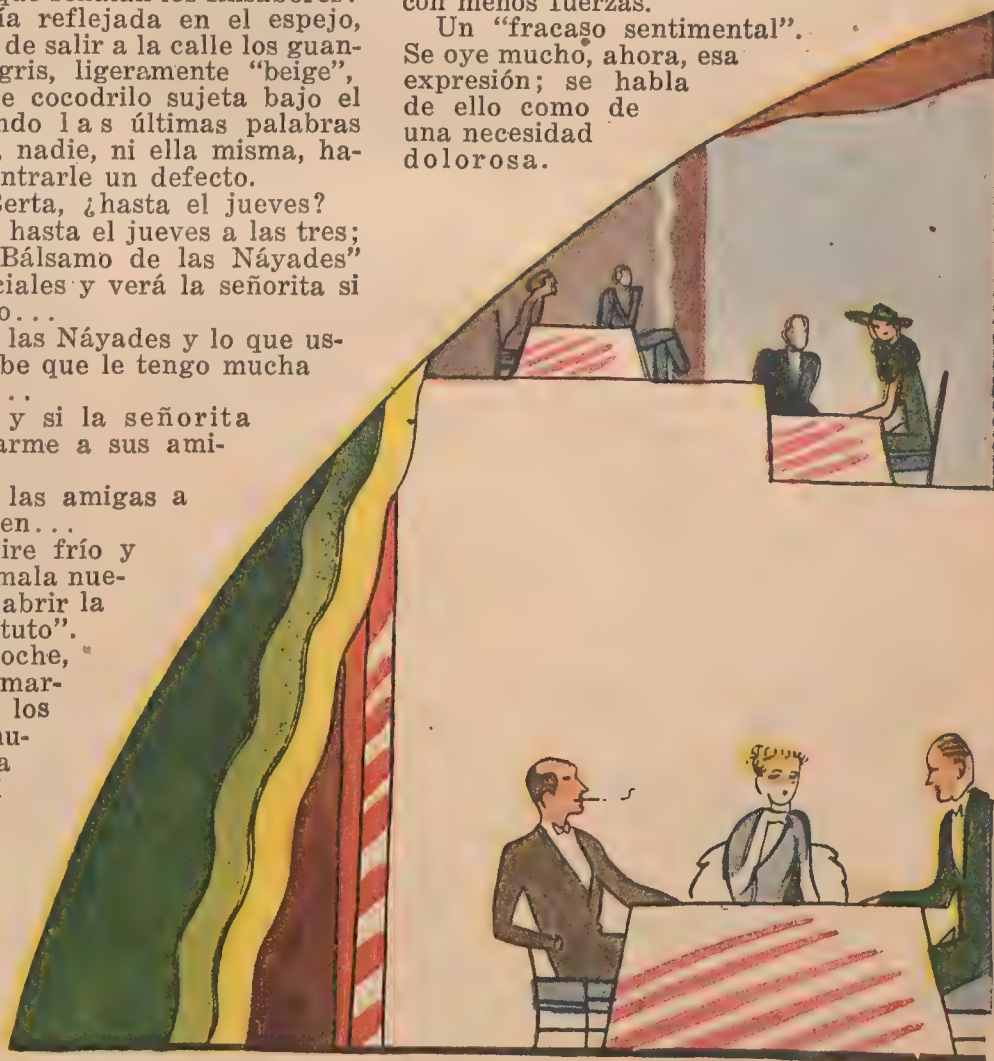 ía reflejada en el espejo,
de salir a la calle los guan-
gris, ligeramente “beige”,
e cocodrilo sujeta bajo el
ndo las últimas palabras
, nadie, ni ella misma, ha-
ntrarle un defecto.
erta, ¿hasta el jueves?
hasta el jueves a las tres;
Bálsamo de las Náyades”
ciales y verá la señorita si
o...
las Náyades y lo que us-
be que le tengo mucha
..
y si la señorita
arme a sus ami-
las amigas a
en...
ire frío y
mala nue-
abrir la
tuto”.
oche,
mar-
los
nu-
a
con menos fuerzas.
Un “fracaso sentimental”.
Se oye mucho, ahora, esa
expresión; se habla
de ello como de
una necesidad
dolorosa.